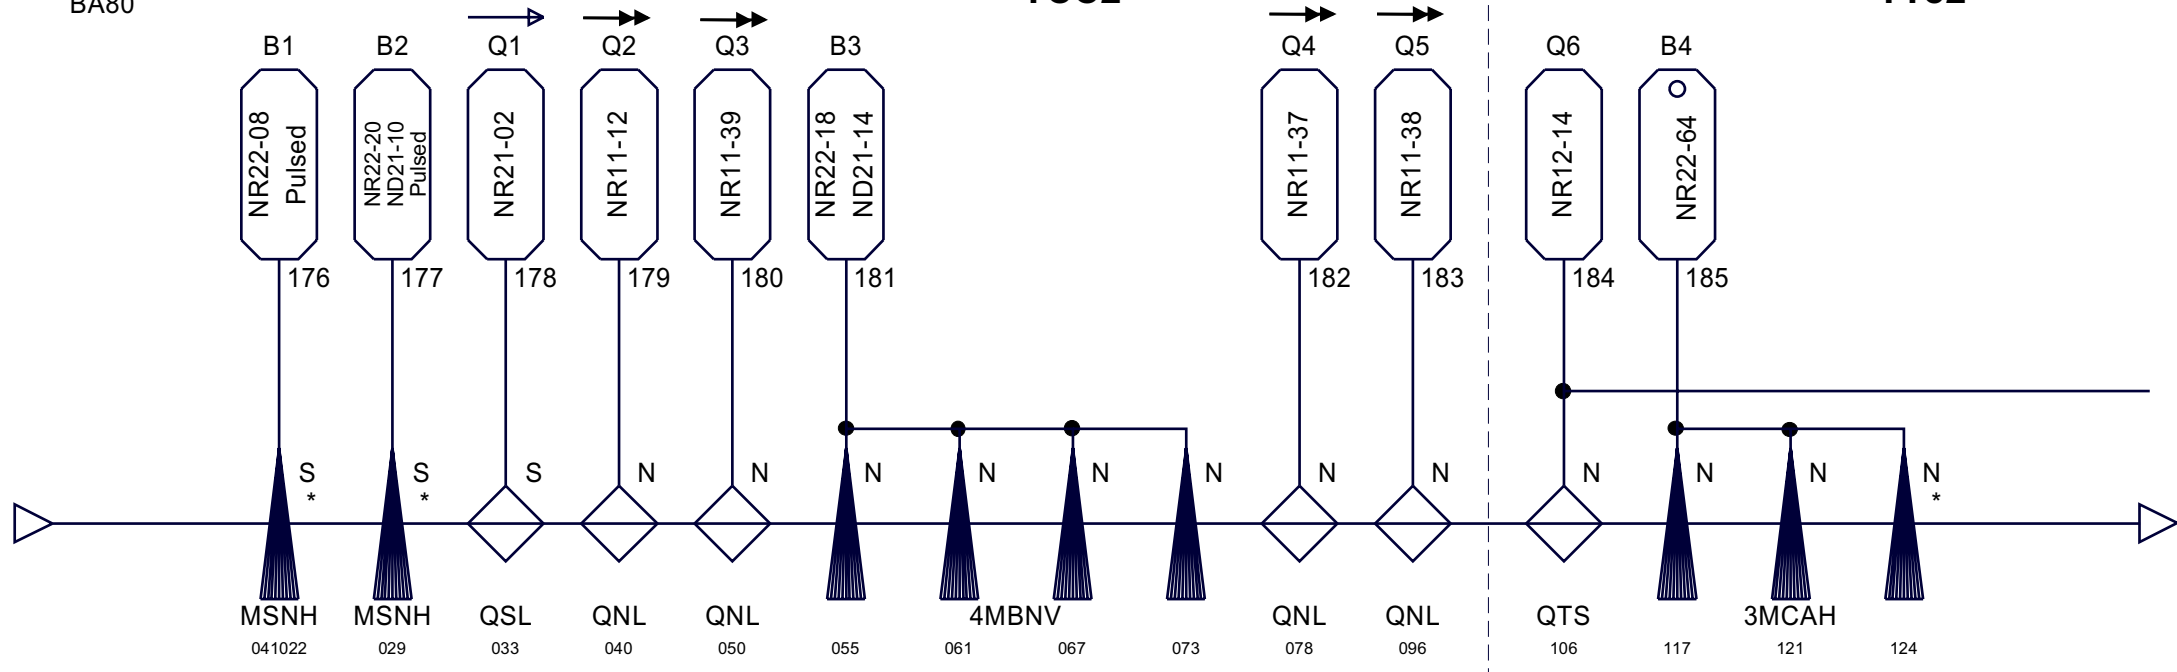 BA80
B1 B2 Q1 Q2 Q3 B3 Q4 Q5 Q6 B4
NR22-08
Pulsed
NR22-20
ND21-10
Pulsed
NR21-02
NR11-12
NR11-39
NR22-18
ND21-14
NR11-37
NR11-38
NR12-14
NR22-64
176 177 178 179 180 181 182 183 184 185
S S S N N N N N N N N N N N N
* * *
MSNH MSNH QSL QNL QNL 4MBNV QNL QNL QTS 3MCAH
041022 029 033 040 050 055 061 067 073 078 096 106 117 121 124